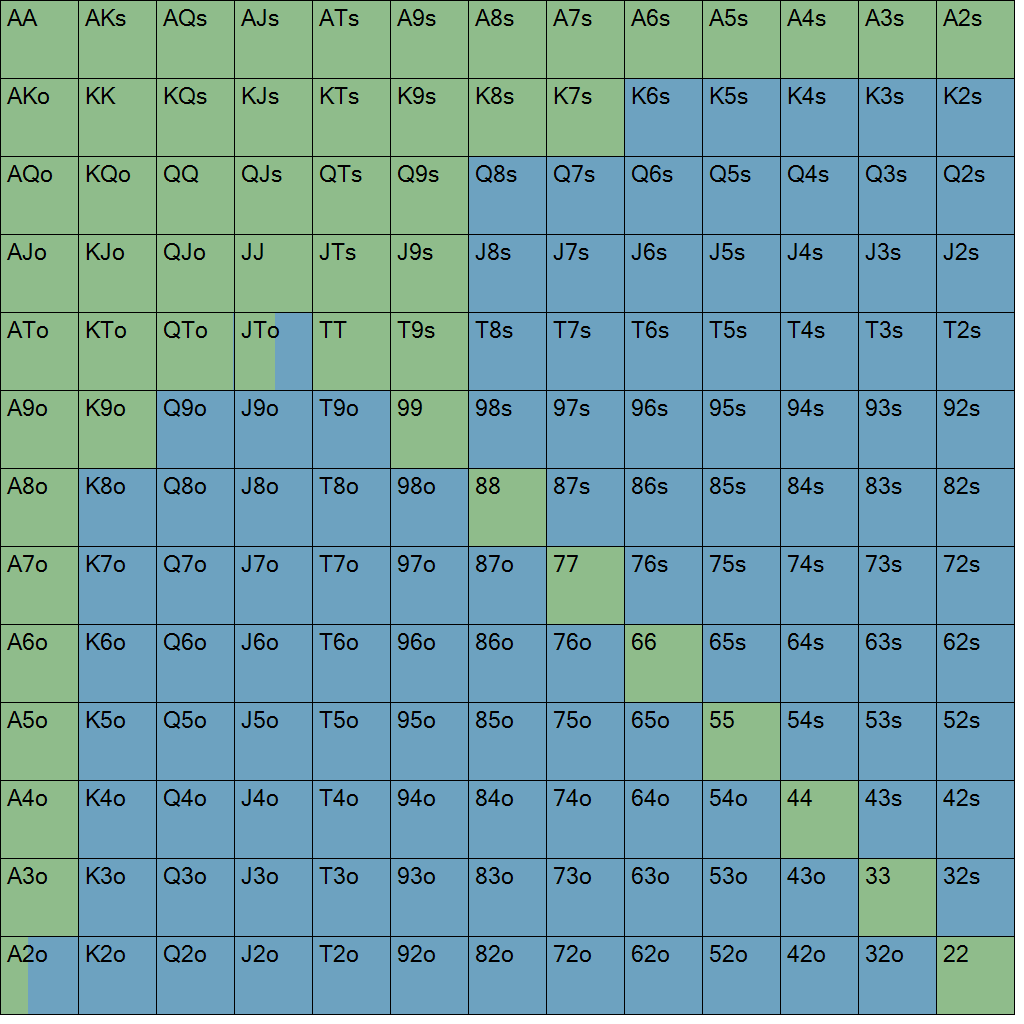 AA AKs AQs AJs ATs A9s A8s A7s A6s A5s A4s A3s A2s
AKo KK KQs KJs KTs K9s K8s K7s K6s K5s K4s K3s K2s
AQo KQo QQ QJs QTs Q9s Q8s Q7s Q6s Q5s Q4s Q3s Q2s
AJo KJo QJo JJ JTs J9s J8s J7s J6s J5s J4s J3s J2s
ATo KTo QTo JTo TT T9s T8s T7s T6s T5s T4s T3s T2s
A9o K9o Q9o J9o T9o 99 98s 97s 96s 95s 94s 93s 92s
A8o K8o Q8o J8o T8o 98o 88 87s 86s 85s 84s 83s 82s
A7o K7o Q7o J7o T7o 97o 87o 77 76s 75s 74s 73s 72s
A6o K6o Q6o J6o T6o 96o 86o 76o 66 65s 64s 63s 62s
A5o K5o Q5o J5o T5o 95o 85o 75o 65o 55 54s 53s 52s
A4o K4o Q4o J4o T4o 94o 84o 74o 64o 54o 44 43s 42s
A3o K3o Q3o J3o T3o 93o 83o 73o 63o 53o 43o 33 32s
A2o K2o Q2o J2o T2o 92o 82o 72o 62o 52o 42o 32o 22